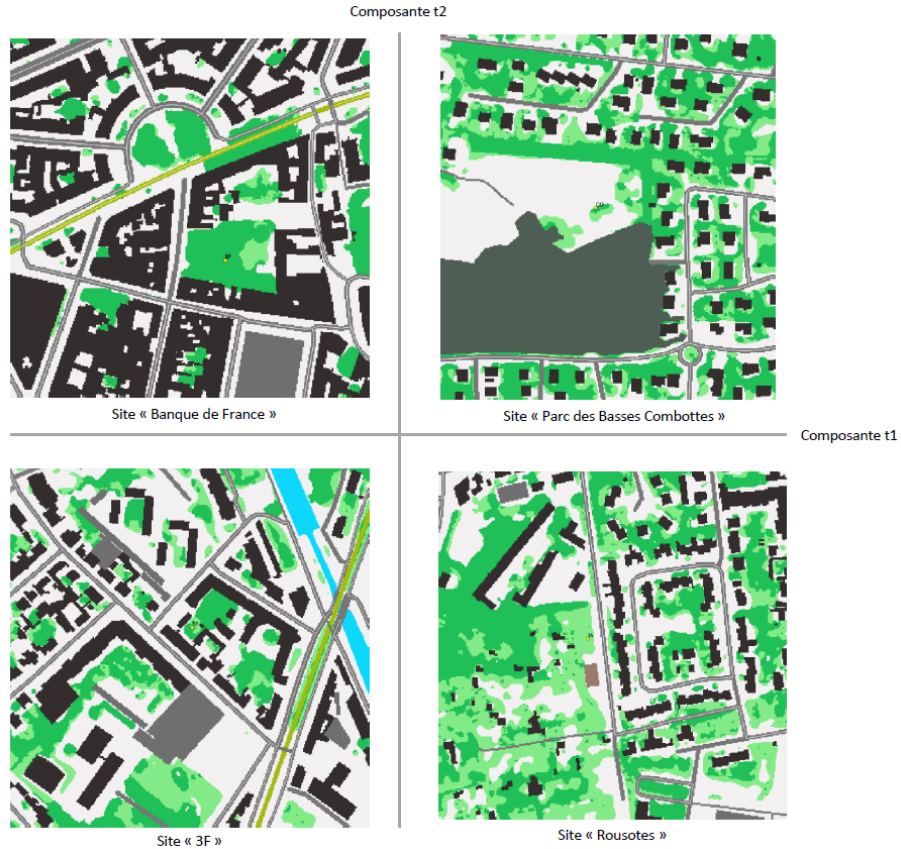 Composante t2
Site « Banque de France »
Site « Parc des Basses Combottes »
Composante t1
Site « 3F »
Site « Rousotes »